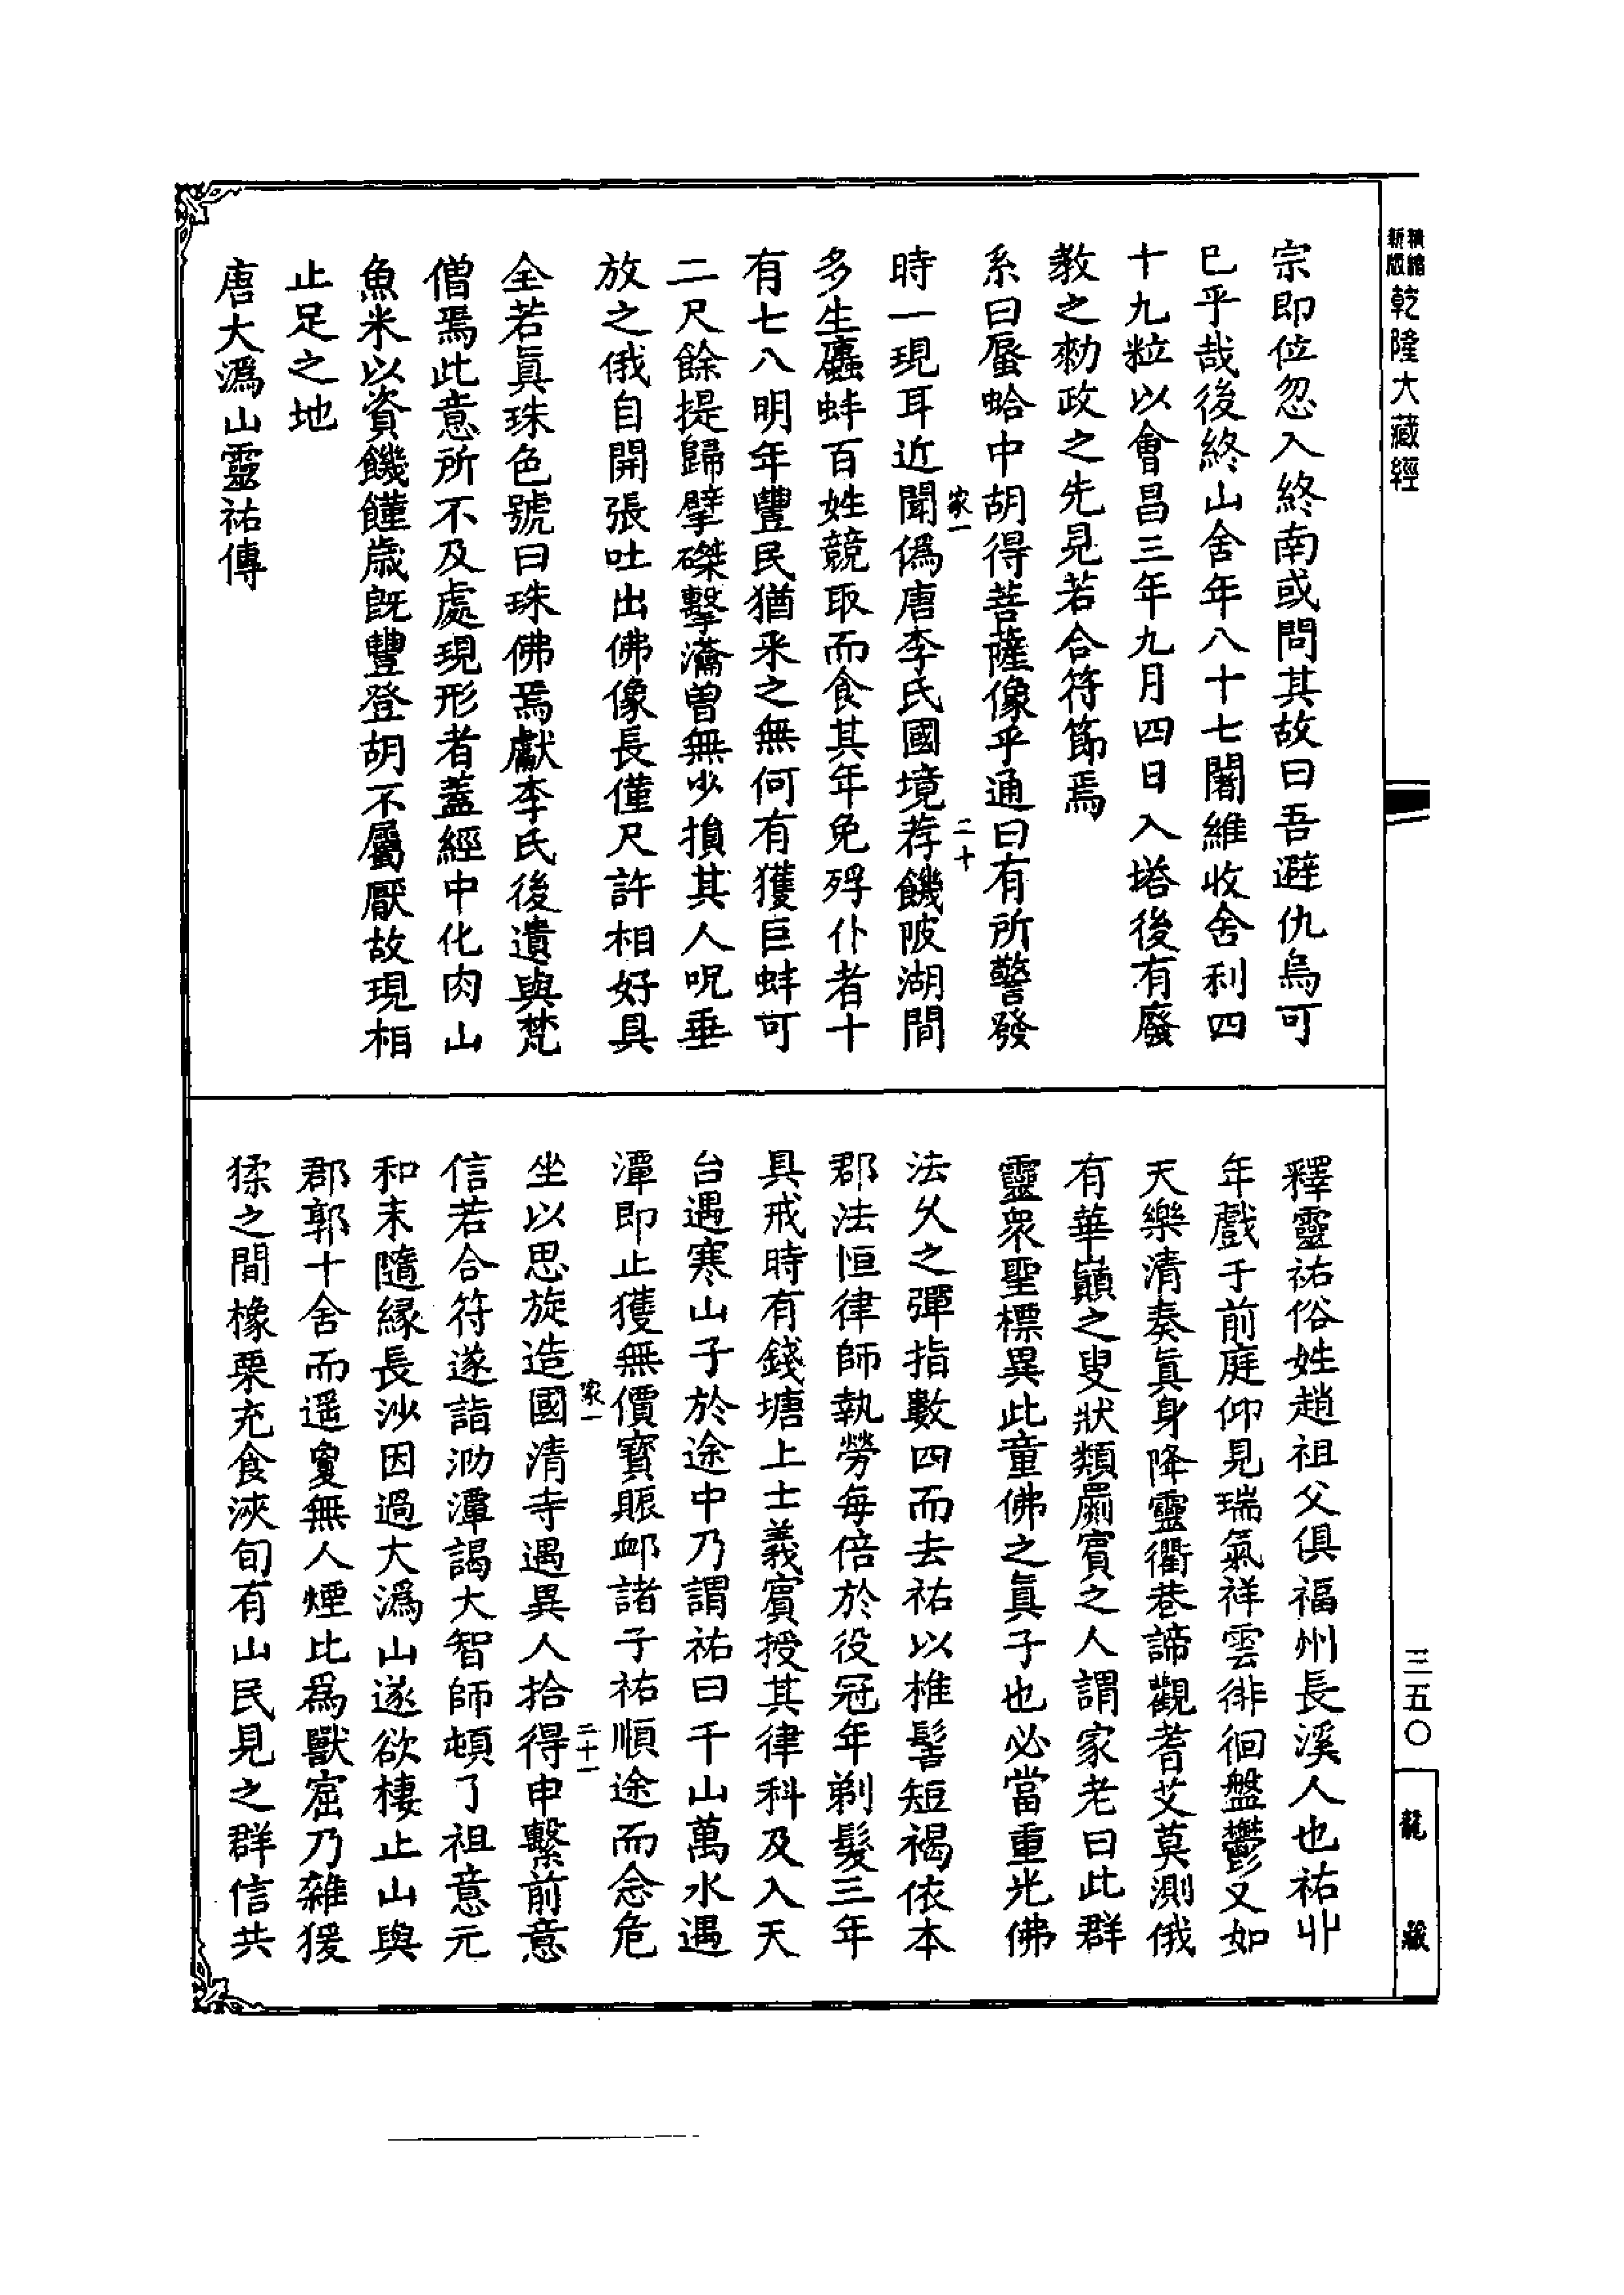 精縮
新版
乾隆大藏經
宗即位忽入終南或問其故曰吾避仇烏可
已乎哉後終山舍年八十七闍維收舍利四
十九粒以會昌三年九月四日入塔後有廢
教之勑政之先見若合符節焉
系曰蜃蛤中胡得菩薩像乎通曰有所警發
家一
二十
時一現耳近聞僞唐李氏國境荐饑陂湖間
多生蠯蚌百姓競取而食其年免殍仆者十
有七八明年豐民猶采之無何有獲巨蚌可
二尺餘提歸擘磔擊瀹曾無少損其人呪垂
放之俄自開張吐出佛像長僅尺許相好具
全若眞珠色號曰珠佛焉獻李氏後遺與梵
僧焉此意所不及處現形者蓋經中化肉山
魚米以資饑饉歲旣豐登胡不屬厭故現相
止足之地
唐大潙山靈祐傳
釋靈祐俗姓趙祖父俱福州長溪人也祐丱
年戲于前庭仰見瑞氣祥雲徘徊盤鬱又如
天樂清奏眞身降靈衢巷諦觀耆艾莫測俄
有華巔之叟狀類罽賓之人謂家老曰此群
靈衆聖標異此童佛之眞子也必當重光佛
法久之彈指數四而去祐以椎髻短褐依本
郡法恒律師執勞每倍於役冠年剃髮三年
具戒時有錢塘上士義賓授其律科及入天
台遇寒山子於途中乃謂祐曰千山萬水遇
潭即止獲無價寶賑䘏諸子祐順途而念危
家一
二十一
坐以思旋造國清寺遇異人拾得申繫前意
信若合符遂詣泐潭謁大智師頓了祖意元
和末隨緣長沙因過大潙山遂欲棲止山與
郡郭十舍而遥敻無人煙比爲獸窟乃雜猨
猱之間橡栗充食浹旬有山民見之群信共
三五〇
龍藏